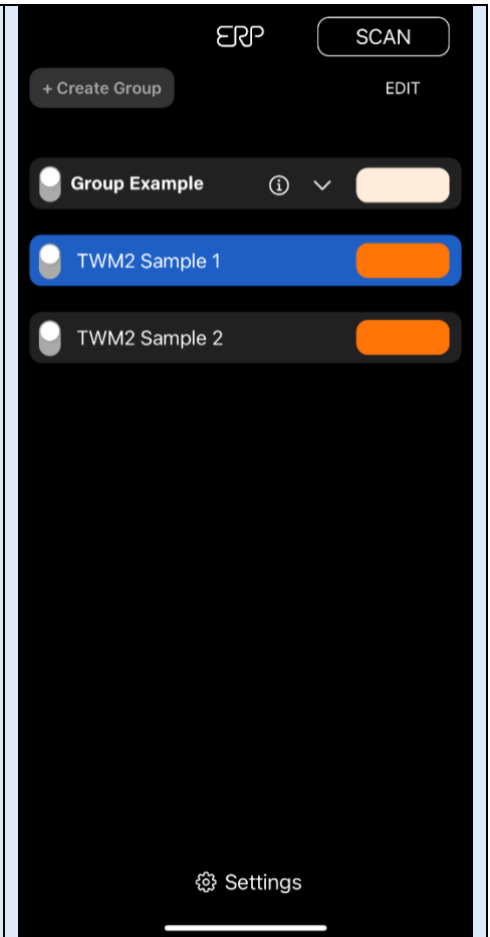 ERP
SCAN
+ Create Group
EDIT
Group Example
TWM2 Sample 1
TWM2 Sample 2
Settings